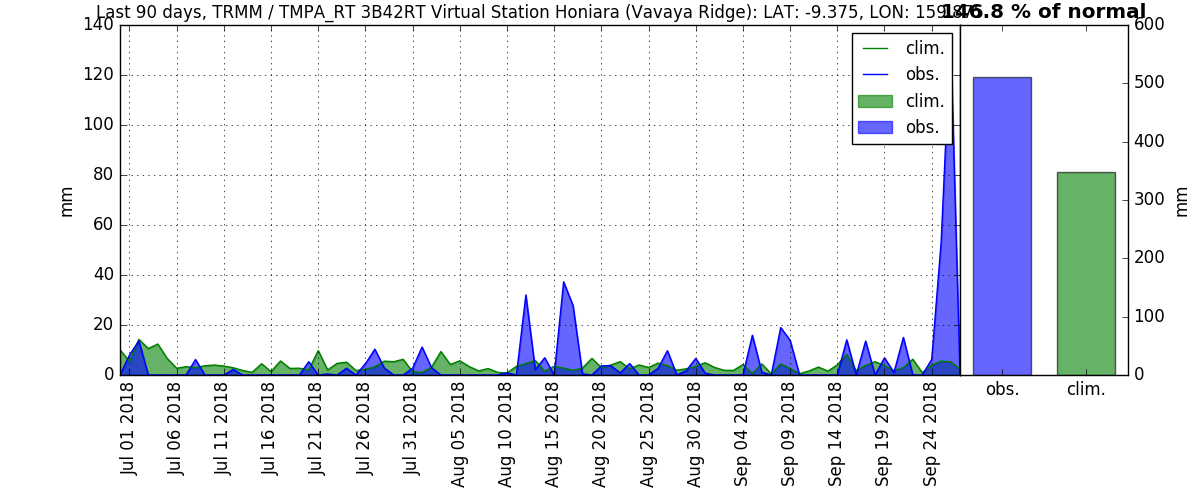 Last 90 days, TRMM / TMPA_RT 3B42RT Virtual Station Honiara (Vavaya Ridge): LAT: -9.375, LON:
146.8 % of normal
140
120
100
80
60
40
20
0
mm
clim.
obs.
clim.
obs.
600
500
400
300
200
100
0
mm
obs.
clim.
Jul 01 2018
Jul 06 2018
Jul 11 2018
Jul 16 2018
Jul 21 2018
Jul 26 2018
Jul 31 2018
Aug 05 2018
Aug 10 2018
Aug 15 2018
Aug 20 2018
Aug 25 2018
Aug 30 2018
Sep 04 2018
Sep 09 2018
Sep 14 2018
Sep 19 2018
Sep 24 2018